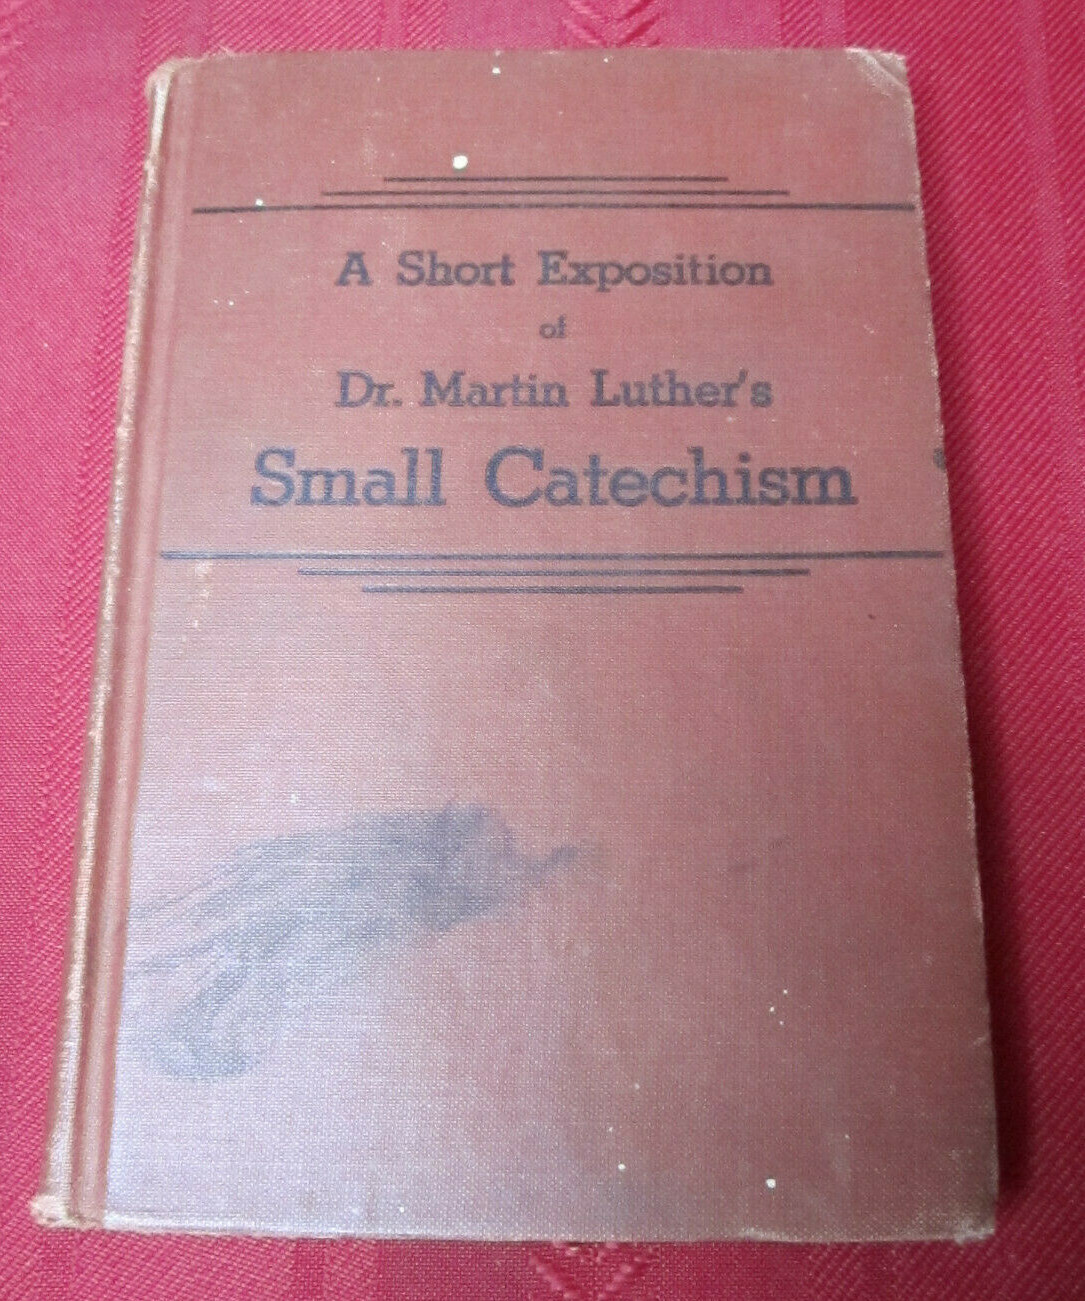 A Short Exposition
of
Dr. Martin Luther's
Small Catechism